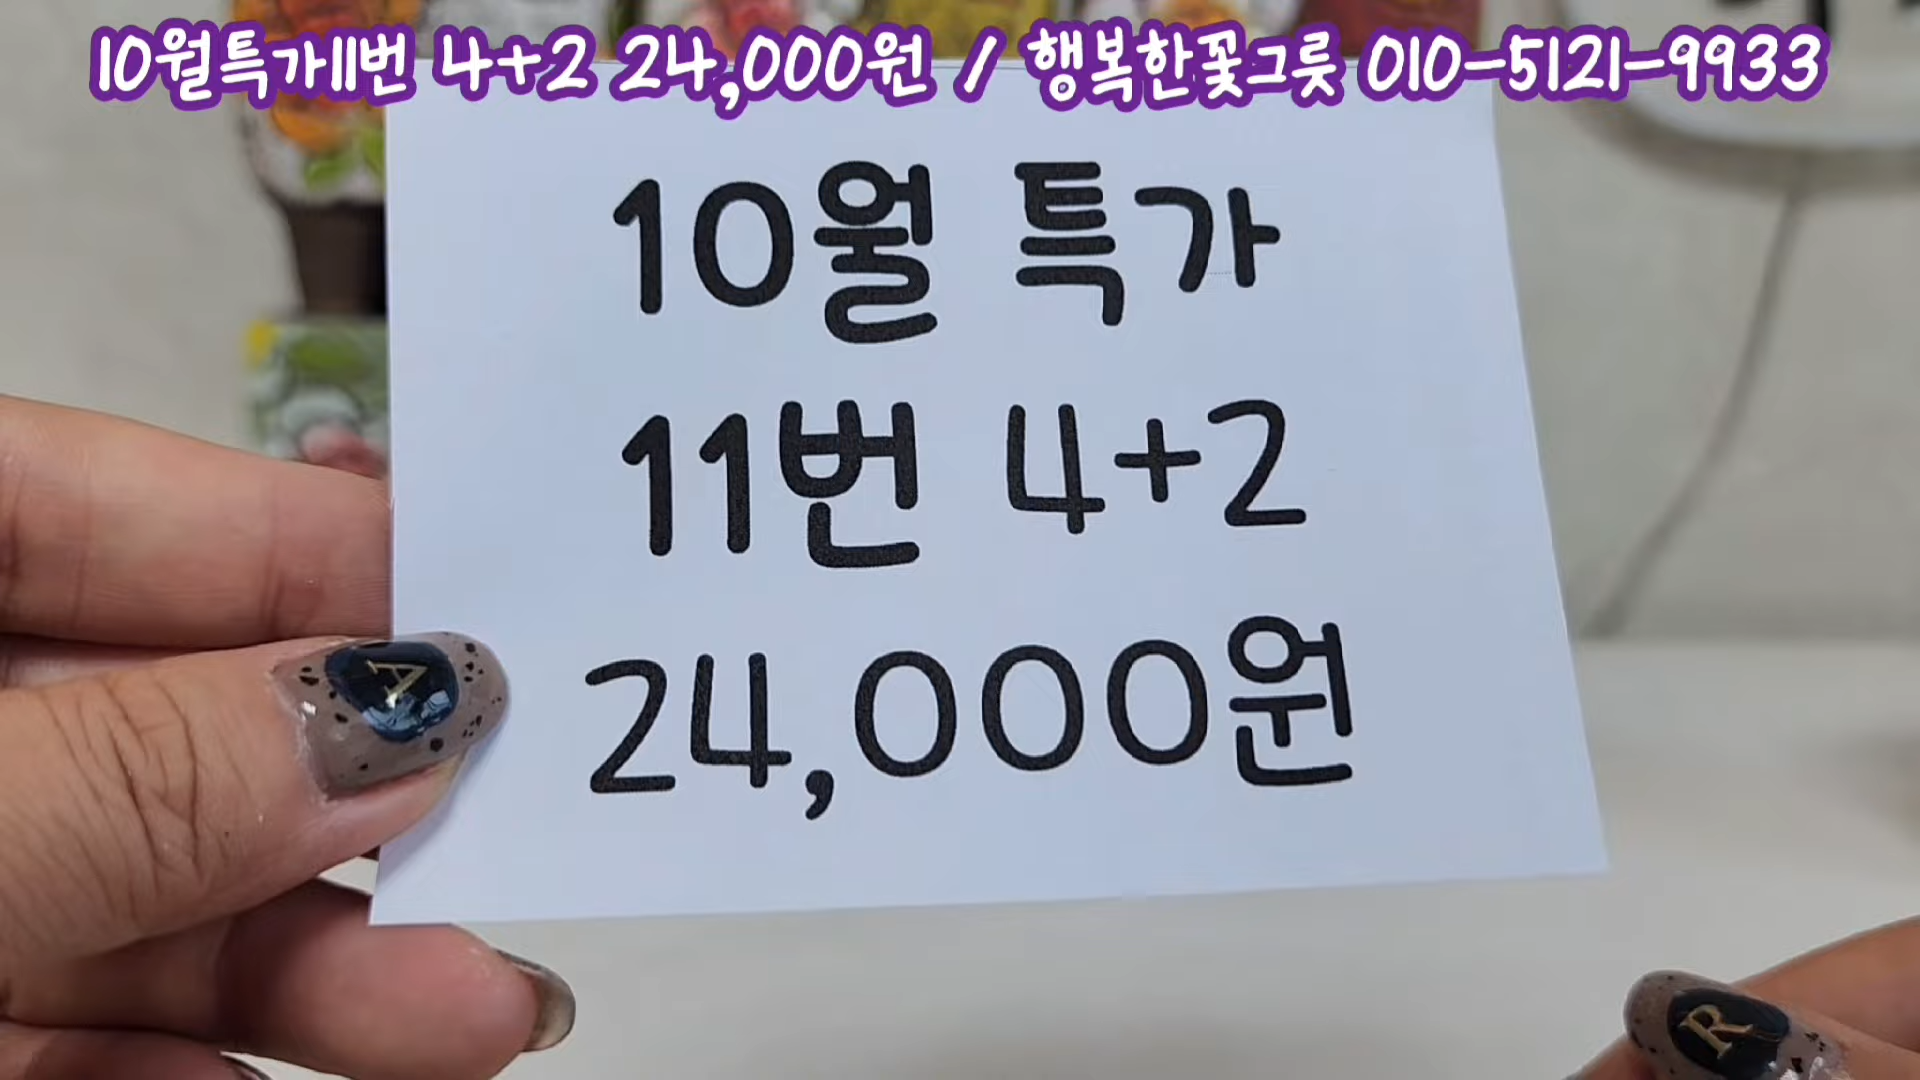 10월특가11번 4+2 24,000원 / 행복한꽃그릇 010-5121-9933
10월 특가
11번 4+2
24,000원
A
R